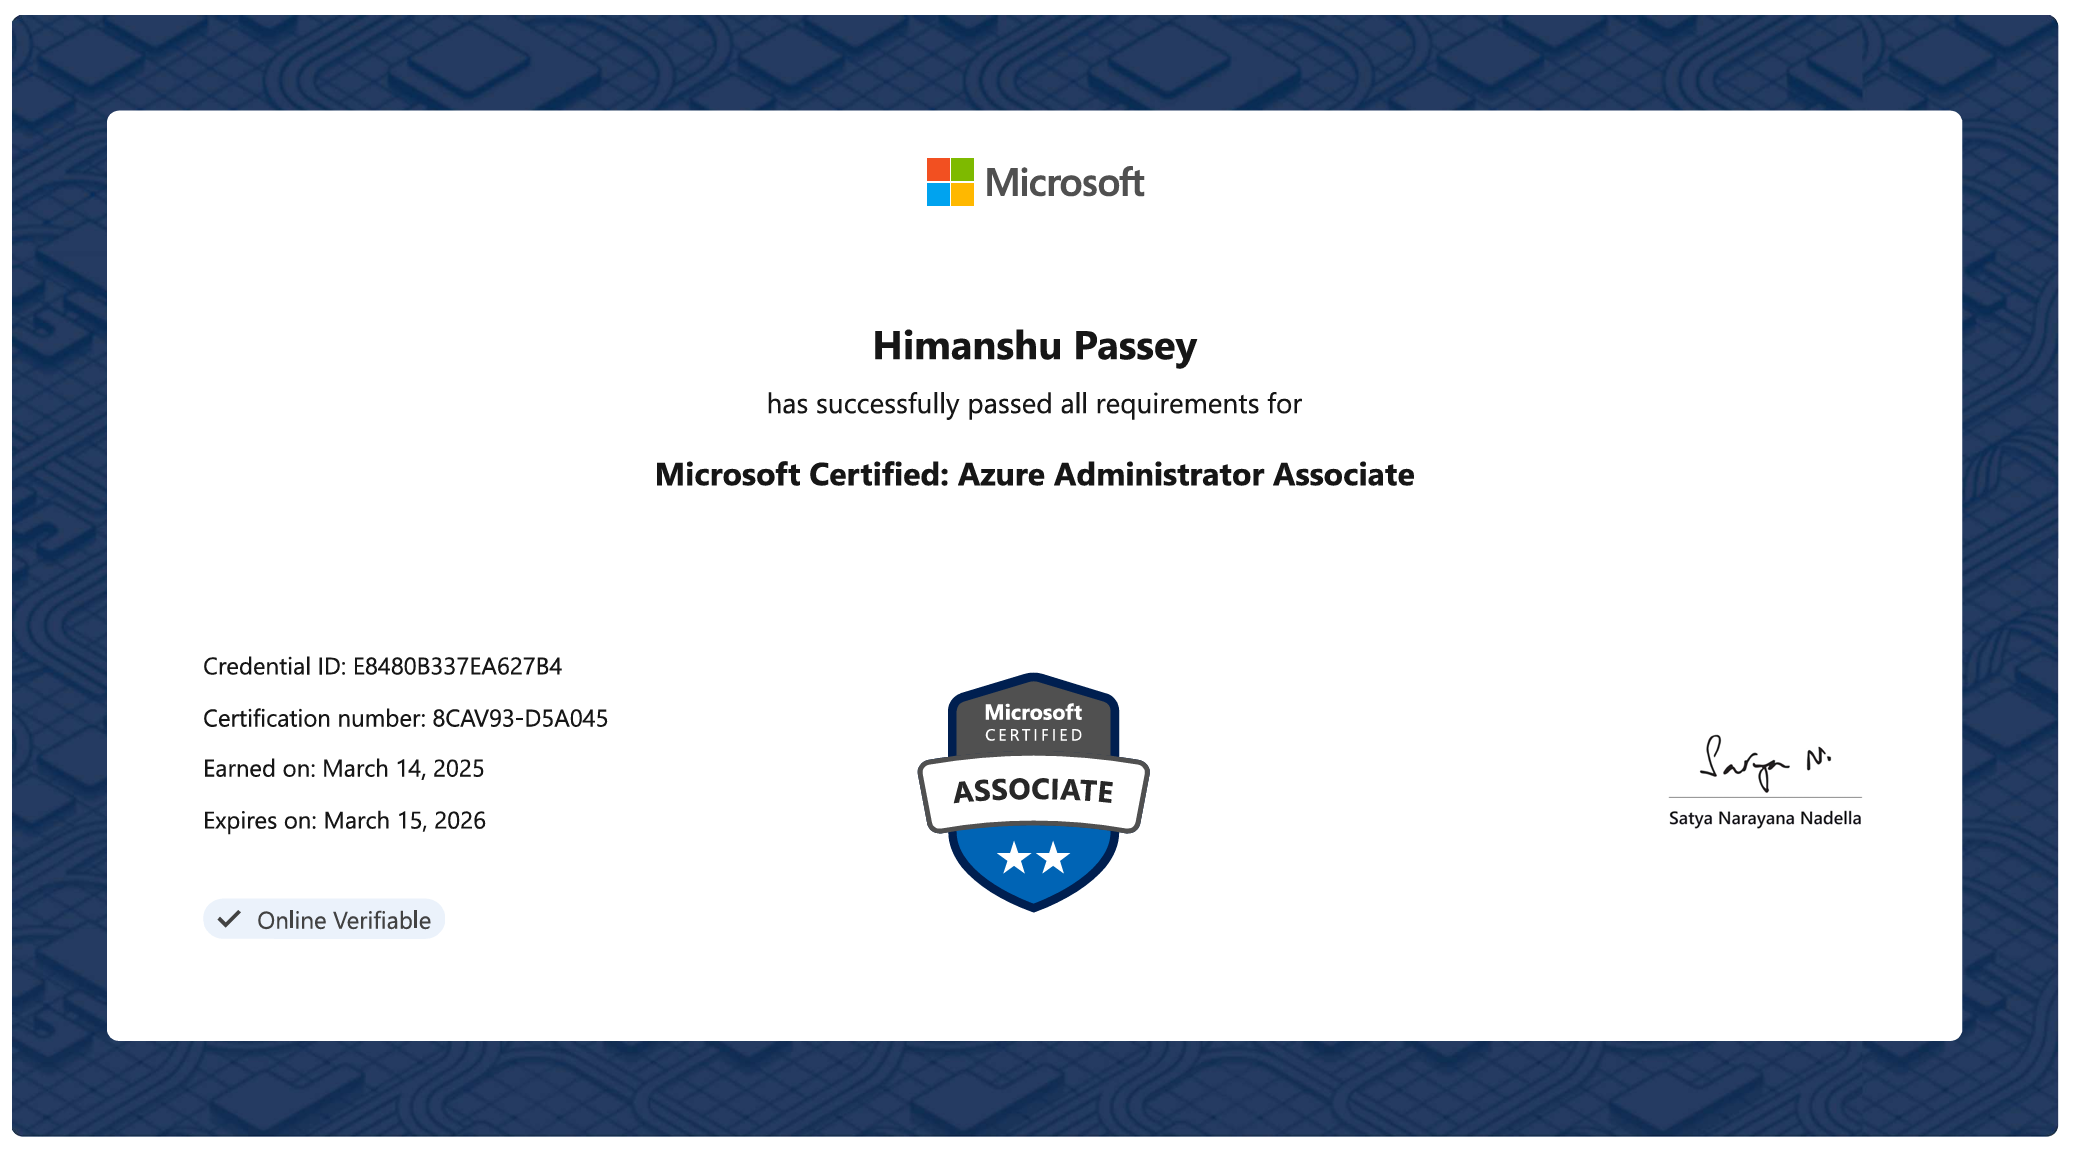 Microsoft
Himanshu Passey
has successfully passed all requirements for
Microsoft Certified: Azure Administrator Associate
Credential ID: E8480B337EA627B4
Certification number: 8CAV93-D5A045
Earned on: March 14, 2025
Expires on: March 15, 2026
Online Verifiable
Microsoft
CERTIFIED
ASSOCIATE
Satya N.
Satya Narayana Nadella